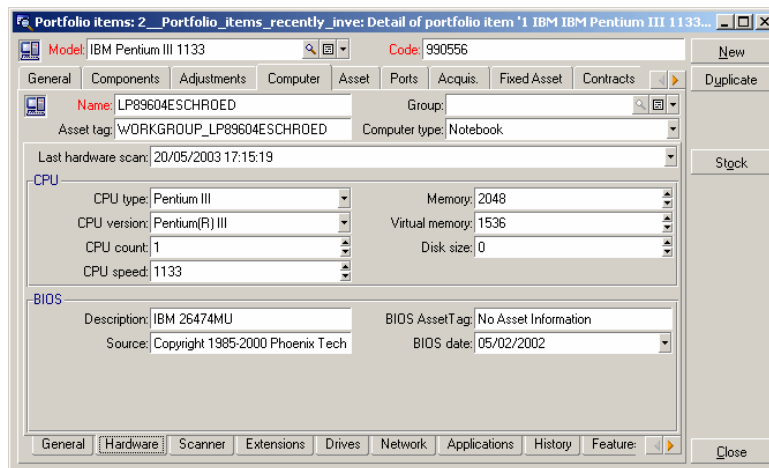 Portfolio items: 2__Portfolio_items_recently_inve: Detail of portfolio item '1 IBM IBM Pentium III 1133...
Model: IBM Pentium III 1133 Code: 990556 New
General Components Adjustments Computer Asset Ports Acquis. Fixed Asset Contracts Duplicate
Name: LP89604ESCHROED Group:
Asset tag: WORKGROUP_LP89604ESCHROED Computer type: Notebook
Last hardware scan: 20/05/2003 17:15:19 Stock
CPU
CPU type: Pentium III Memory: 2048
CPU version: Pentium(R) III Virtual memory: 1536
CPU count: 1 Disk size: 0
CPU speed: 1133
BIOS
Description: IBM 26474MU BIOS AssetTag: No Asset Information
Source: Copyright 1985-2000 Phoenix Tech BIOS date: 05/02/2002
General Hardware Scanner Extensions Drives Network Applications History Feature: Close